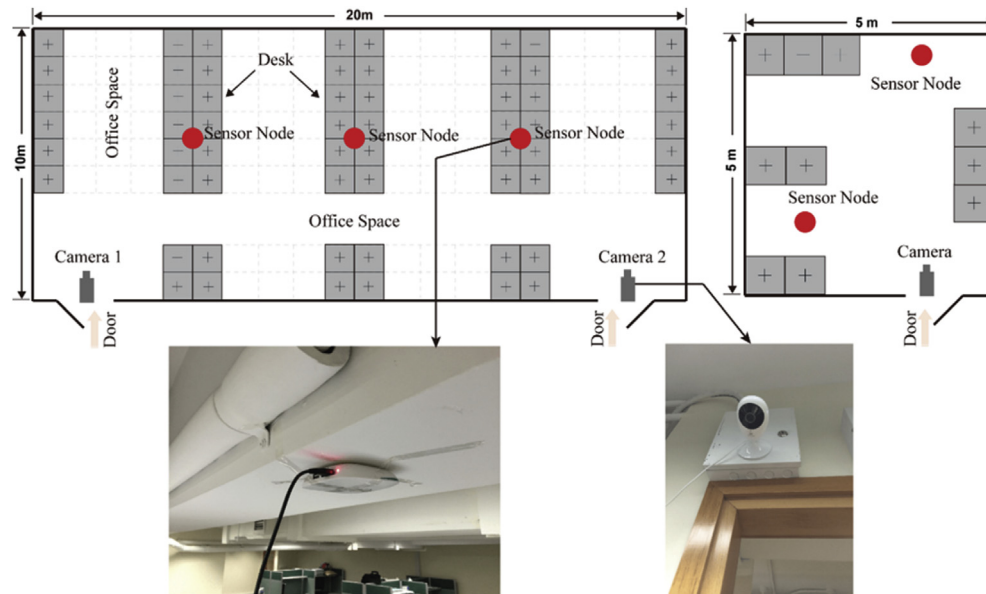 20m
5 m
Desk
Office Space
10m
Sensor Node
Sensor Node
Sensor Node
Sensor Node
5 m
Sensor Node
Office Space
Camera 1
Camera 2
Camera
Door
Door
Door